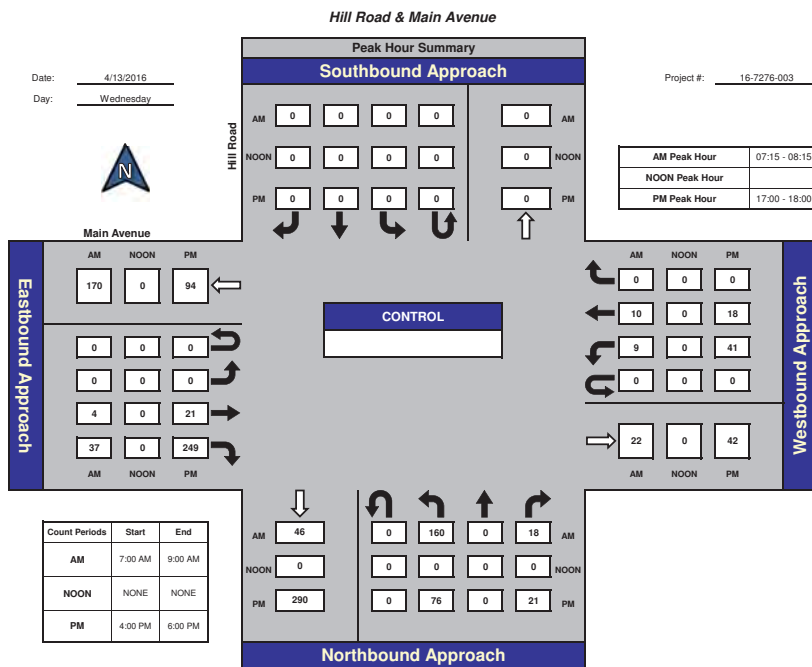 Hill Road & Main Avenue
Peak Hour Summary
Southbound Approach
Date: 4/13/2016
Day: Wednesday
Project #: 16-7276-003
N
Hill Road
AM 0 0 0 0 0 AM
NOON 0 0 0 0 0 NOON
PM 0 0 0 0 0 PM
AM Peak Hour 07:15 - 08:15
NOON Peak Hour
PM Peak Hour 17:00 - 18:00
Main Avenue
Eastbound Approach
AM NOON PM
170 0 94
0 0 0
0 0 0
4 0 21
37 0 249
AM NOON PM
CONTROL
Westbound Approach
AM NOON PM
0 0 0
10 0 18
9 0 41
0 0 0
22 0 42
AM NOON PM
Count Periods Start End
AM 7:00 AM 9:00 AM
NOON NONE NONE
PM 4:00 PM 6:00 PM
AM 46 0 160 0 18 AM
NOON 0 0 0 0 0 NOON
PM 290 0 76 0 21 PM
Northbound Approach